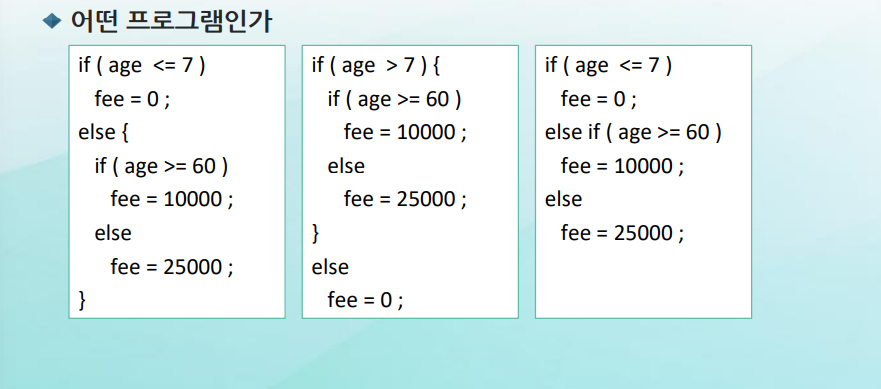 어떤 프로그램인가
if ( age <= 7 )
fee = 0 ;
else {
if ( age >= 60 )
fee = 10000 ;
else
fee = 25000 ;
}
if ( age > 7 ) {
if ( age >= 60 )
fee = 10000 ;
else
fee = 25000 ;
}
else
fee = 0 ;
if ( age <= 7 )
fee = 0 ;
else if ( age >= 60 )
fee = 10000 ;
else
fee = 25000 ;